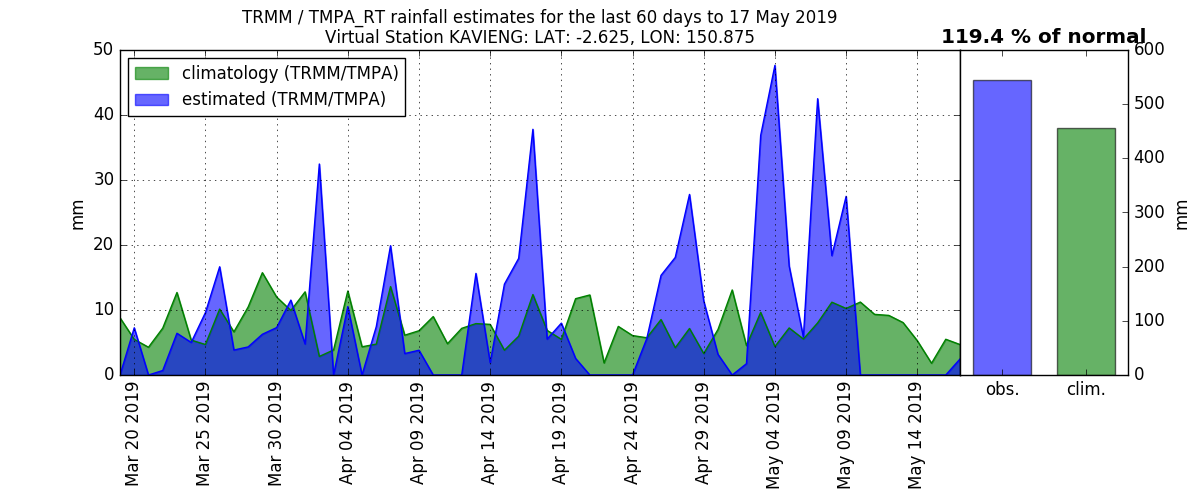 TRMM / TMPA_RT rainfall estimates for the last 60 days to 17 May 2019
Virtual Station KAVIENG: LAT: -2.625, LON: 150.875
119.4 % of normal
climatology (TRMM/TMPA)
estimated (TRMM/TMPA)
50
40
30
20
10
0
mm
Mar 20 2019
Mar 25 2019
Mar 30 2019
Apr 04 2019
Apr 09 2019
Apr 14 2019
Apr 19 2019
Apr 24 2019
Apr 29 2019
May 04 2019
May 09 2019
May 14 2019
600
500
400
300
200
100
0
mm
obs.
clim.